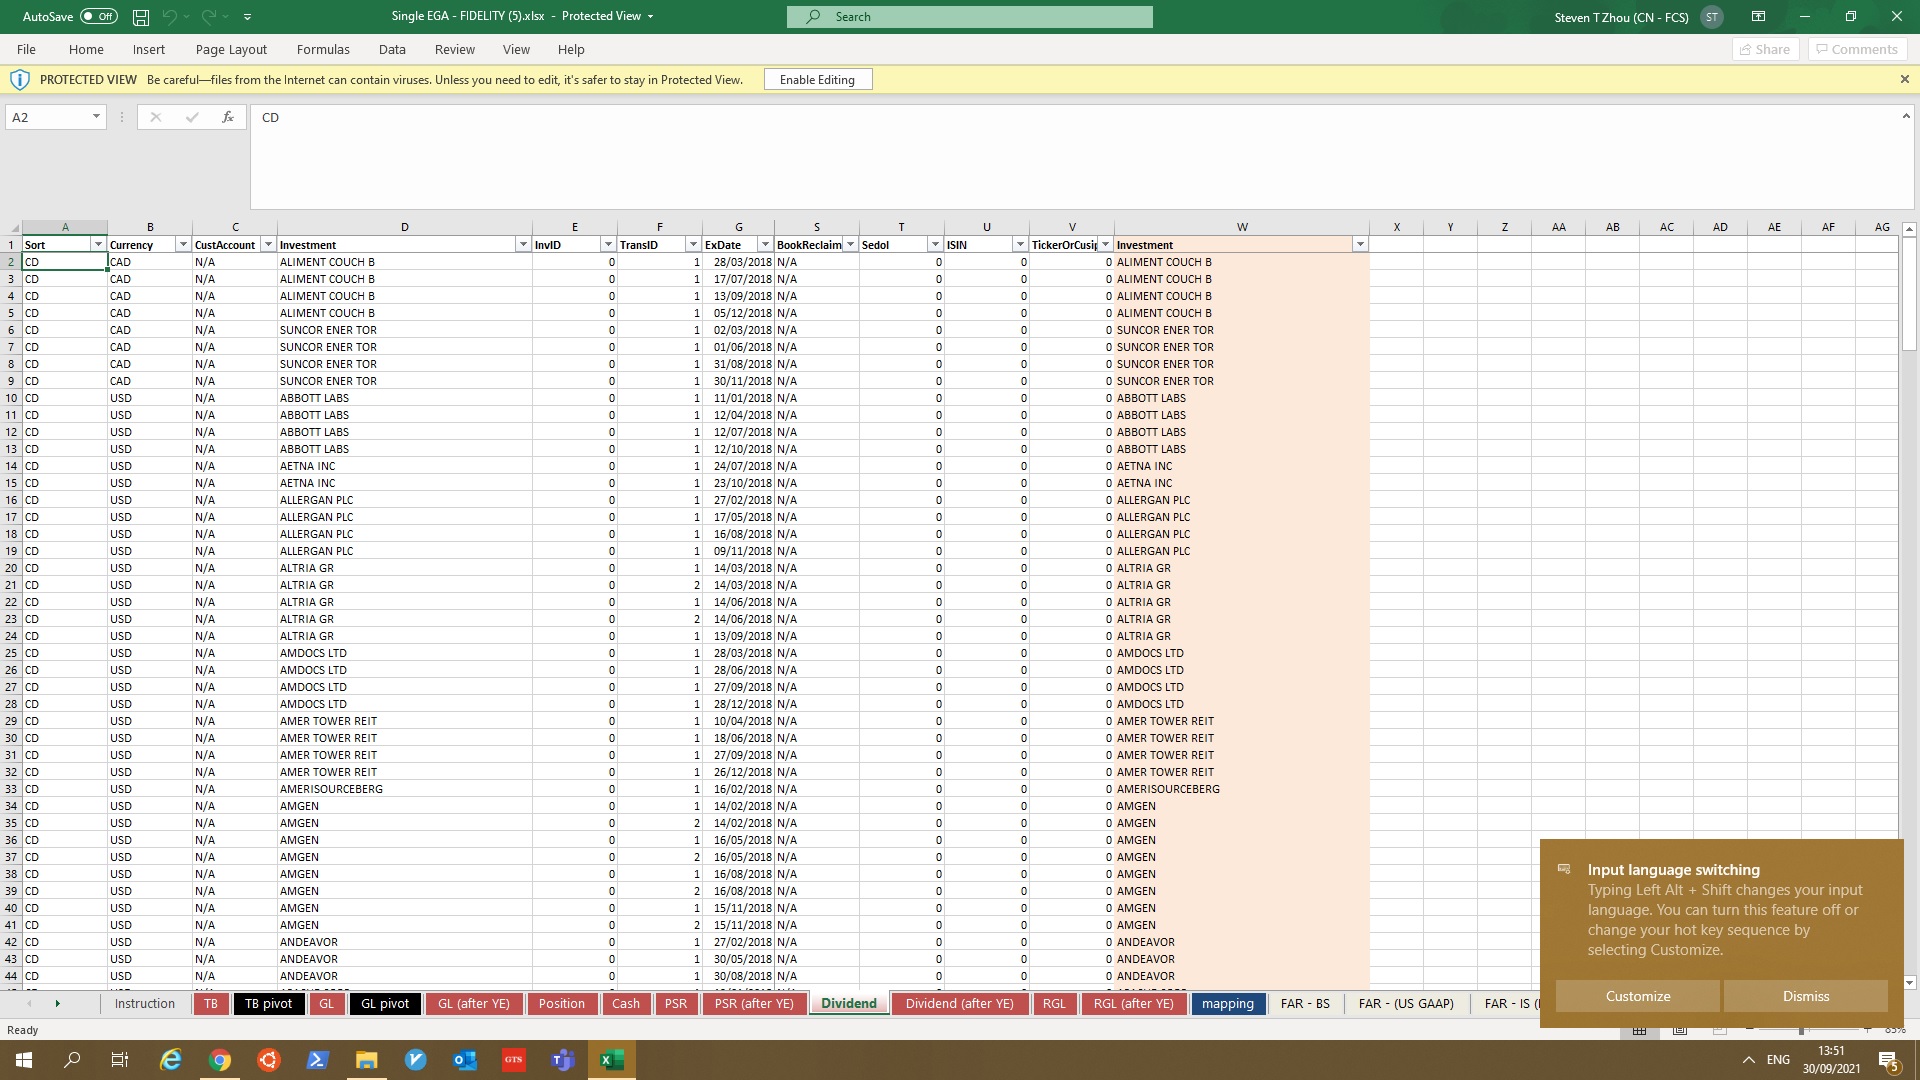 AutoSave Off Single EGA - FIDELITY (5).xlsx - Protected View Search Steven T Zhou (CN - FCS) ST
File Home Insert Page Layout Formulas Data Review View Help Share Comments
PROTECTED VIEW Be careful—files from the Internet can contain viruses. Unless you need to edit, it's safer to stay in Protected View. Enable Editing
A2 fx CD
A B C D E F G S T U V W X Y Z AA AB AC AD AE AF AG
1 Sort Currency CustAccount Investment InvID TransID ExDate BookReclaim Sedol ISIN TickerOrCusip Investment
2 CD CAD N/A ALIMENT COUCH B 0 1 28/03/2018 N/A 0 0 0 ALIMENT COUCH B
3 CD CAD N/A ALIMENT COUCH B 0 1 17/07/2018 N/A 0 0 0 ALIMENT COUCH B
4 CD CAD N/A ALIMENT COUCH B 0 1 13/09/2018 N/A 0 0 0 ALIMENT COUCH B
5 CD CAD N/A ALIMENT COUCH B 0 1 05/12/2018 N/A 0 0 0 ALIMENT COUCH B
6 CD CAD N/A SUNCOR ENER TOR 0 1 02/03/2018 N/A 0 0 0 SUNCOR ENER TOR
7 CD CAD N/A SUNCOR ENER TOR 0 1 01/06/2018 N/A 0 0 0 SUNCOR ENER TOR
8 CD CAD N/A SUNCOR ENER TOR 0 1 31/08/2018 N/A 0 0 0 SUNCOR ENER TOR
9 CD CAD N/A SUNCOR ENER TOR 0 1 30/11/2018 N/A 0 0 0 SUNCOR ENER TOR
10 CD USD N/A ABBOTT LABS 0 1 11/01/2018 N/A 0 0 0 ABBOTT LABS
11 CD USD N/A ABBOTT LABS 0 1 12/04/2018 N/A 0 0 0 ABBOTT LABS
12 CD USD N/A ABBOTT LABS 0 1 12/07/2018 N/A 0 0 0 ABBOTT LABS
13 CD USD N/A ABBOTT LABS 0 1 12/10/2018 N/A 0 0 0 ABBOTT LABS
14 CD USD N/A AETNA INC 0 1 24/07/2018 N/A 0 0 0 AETNA INC
15 CD USD N/A AETNA INC 0 1 23/10/2018 N/A 0 0 0 AETNA INC
16 CD USD N/A ALLERGAN PLC 0 1 27/02/2018 N/A 0 0 0 ALLERGAN PLC
17 CD USD N/A ALLERGAN PLC 0 1 17/05/2018 N/A 0 0 0 ALLERGAN PLC
18 CD USD N/A ALLERGAN PLC 0 1 16/08/2018 N/A 0 0 0 ALLERGAN PLC
19 CD USD N/A ALLERGAN PLC 0 1 09/11/2018 N/A 0 0 0 ALLERGAN PLC
20 CD USD N/A ALTRIA GR 0 1 14/03/2018 N/A 0 0 0 ALTRIA GR
21 CD USD N/A ALTRIA GR 0 2 14/03/2018 N/A 0 0 0 ALTRIA GR
22 CD USD N/A ALTRIA GR 0 1 14/06/2018 N/A 0 0 0 ALTRIA GR
23 CD USD N/A ALTRIA GR 0 2 14/06/2018 N/A 0 0 0 ALTRIA GR
24 CD USD N/A ALTRIA GR 0 1 13/09/2018 N/A 0 0 0 ALTRIA GR
25 CD USD N/A AMDOCS LTD 0 1 28/03/2018 N/A 0 0 0 AMDOCS LTD
26 CD USD N/A AMDOCS LTD 0 1 28/06/2018 N/A 0 0 0 AMDOCS LTD
27 CD USD N/A AMDOCS LTD 0 1 27/09/2018 N/A 0 0 0 AMDOCS LTD
28 CD USD N/A AMDOCS LTD 0 1 28/12/2018 N/A 0 0 0 AMDOCS LTD
29 CD USD N/A AMER TOWER REIT 0 1 10/04/2018 N/A 0 0 0 AMER TOWER REIT
30 CD USD N/A AMER TOWER REIT 0 1 18/06/2018 N/A 0 0 0 AMER TOWER REIT
31 CD USD N/A AMER TOWER REIT 0 1 27/09/2018 N/A 0 0 0 AMER TOWER REIT
32 CD USD N/A AMER TOWER REIT 0 1 26/12/2018 N/A 0 0 0 AMER TOWER REIT
33 CD USD N/A AMERISOURCEBERG 0 1 16/02/2018 N/A 0 0 0 AMERISOURCEBERG
34 CD USD N/A AMGEN 0 1 14/02/2018 N/A 0 0 0 AMGEN
35 CD USD N/A AMGEN 0 2 14/02/2018 N/A 0 0 0 AMGEN
36 CD USD N/A AMGEN 0 1 16/05/2018 N/A 0 0 0 AMGEN
37 CD USD N/A AMGEN 0 2 16/05/2018 N/A 0 0 0 AMGEN
38 CD USD N/A AMGEN 0 1 16/08/2018 N/A 0 0 0 AMGEN
39 CD USD N/A AMGEN 0 2 16/08/2018 N/A 0 0 0 AMGEN
40 CD USD N/A AMGEN 0 1 15/11/2018 N/A 0 0 0 AMGEN
41 CD USD N/A AMGEN 0 2 15/11/2018 N/A 0 0 0 AMGEN
42 CD USD N/A ANDEAVOR 0 1 27/02/2018 N/A 0 0 0 ANDEAVOR
43 CD USD N/A ANDEAVOR 0 1 30/05/2018 N/A 0 0 0 ANDEAVOR
44 CD USD N/A ANDEAVOR 0 1 30/08/2018 N/A 0 0 0 ANDEAVOR
Input language switching
Typing Left Alt + Shift changes your input
language. You can turn this feature off or
change your hot key sequence by
selecting Customize.
Customize Dismiss
Instruction TB TB pivot GL GL pivot GL (after YE) Position Cash PSR PSR (after YE) Dividend Dividend (after YE) RGL RGL (after YE) mapping FAR - BS FAR - (US GAAP) FAR - IS
Ready
GTS ENG 13:51
30/09/2021 5